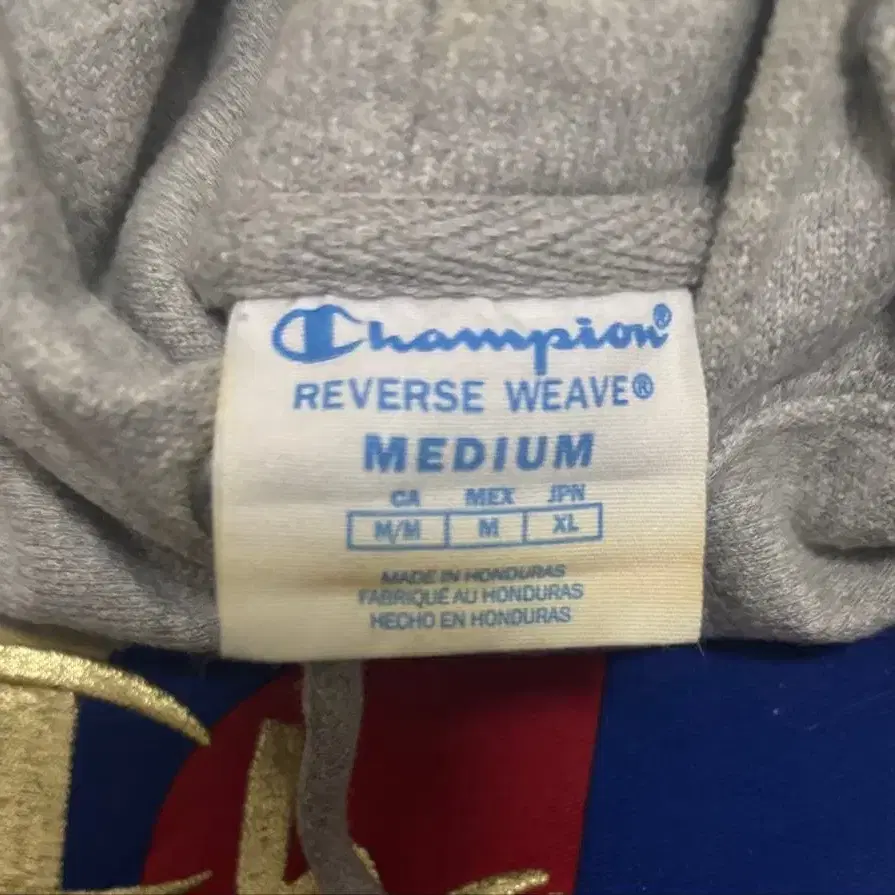 Champion®
REVERSE WEAVE®
MEDIUM
CA MEX JPN
M/M M XL
MADE IN HONDURAS
FABRIQUÉ AU HONDURAS
HECHO EN HONDURAS